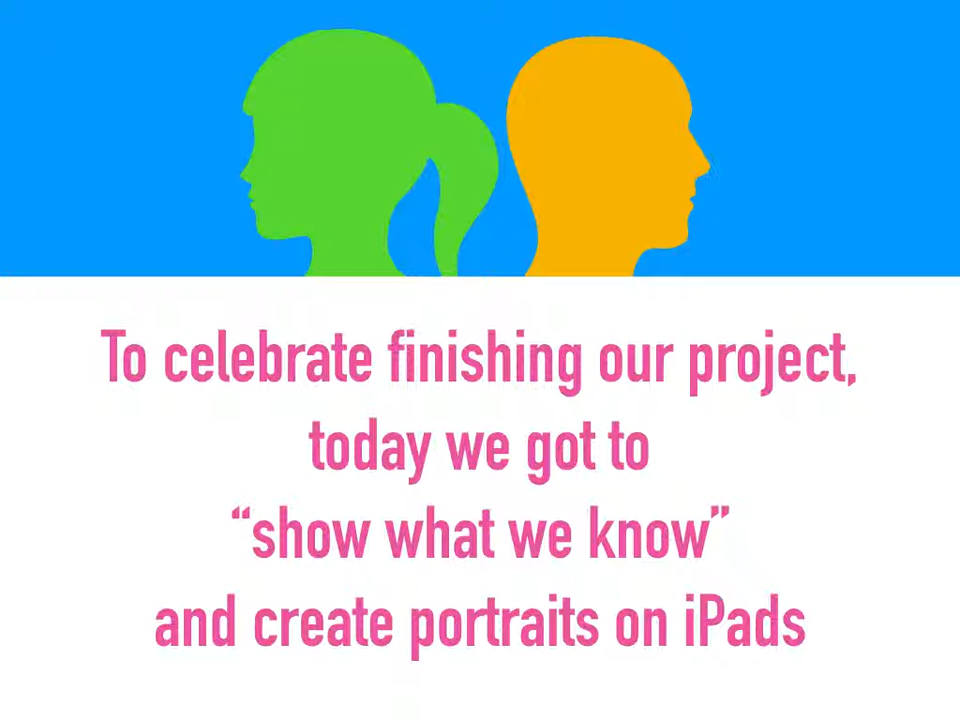 To celebrate finishing our project,
today we got to
“show what we know”
and create portraits on iPads